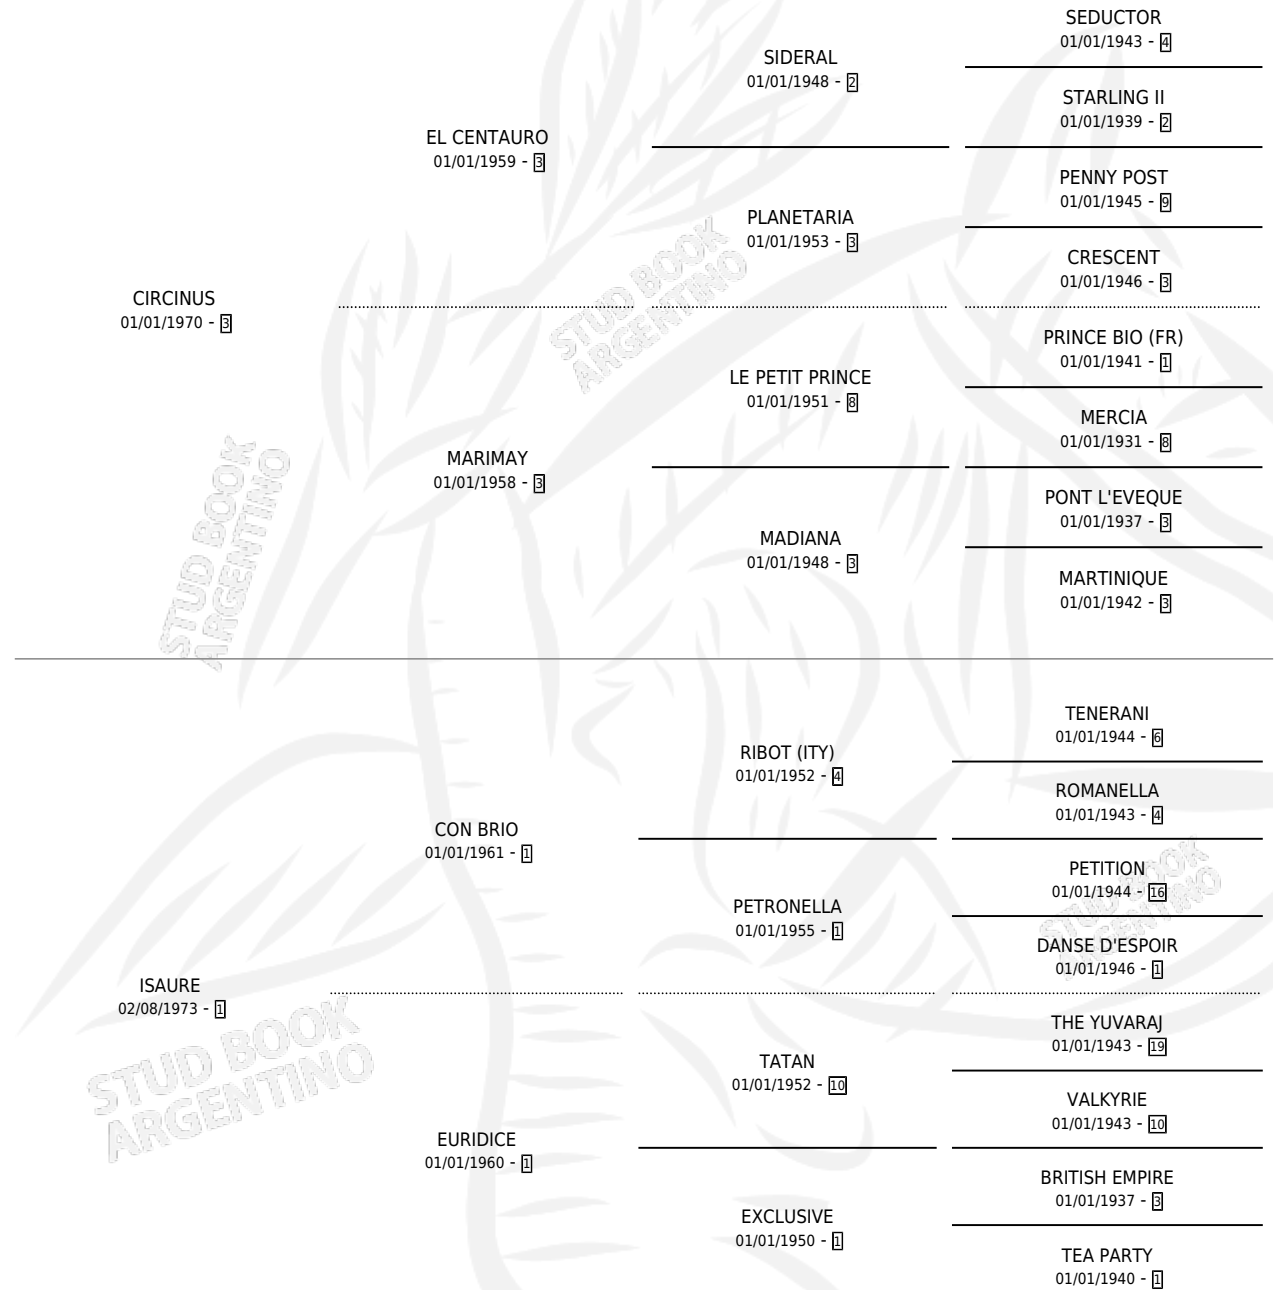 SEDUCTOR
01/01/1943 - 4
SIDERAL
01/01/1948 - 2
STARLING II
01/01/1939 - 2
EL CENTAURO
01/01/1959 - 3
PENNY POST
01/01/1945 - 9
PLANETARIA
01/01/1953 - 3
CRESCENT
01/01/1946 - 3
CIRCINUS
01/01/1970 - 3
PRINCE BIO (FR)
01/01/1941 - 1
LE PETIT PRINCE
01/01/1951 - 8
MERCIA
01/01/1931 - 8
MARIMAY
01/01/1958 - 3
PONT L'EVEQUE
01/01/1937 - 3
MADIANA
01/01/1948 - 3
MARTINIQUE
01/01/1942 - 3
STUD BOOK
ARGENTINO
STUD BOOK
ARGENTINO
TENERANI
01/01/1944 - 6
RIBOT (ITY)
01/01/1952 - 4
ROMANELLA
01/01/1943 - 4
CON BRIO
01/01/1961 - 1
PETITION
01/01/1944 - 16
PETRONELLA
01/01/1955 - 1
DANSE D'ESPOIR
01/01/1946 - 1
ISAURE
02/08/1973 - 1
THE YUVARAJ
01/01/1943 - 19
TATAN
01/01/1952 - 10
VALKYRIE
01/01/1943 - 10
EURIDICE
01/01/1960 - 1
BRITISH EMPIRE
01/01/1937 - 3
EXCLUSIVE
01/01/1950 - 1
TEA PARTY
01/01/1940 - 1
STUD BOOK
ARGENTINO
STUD BOOK
ARGENTINO